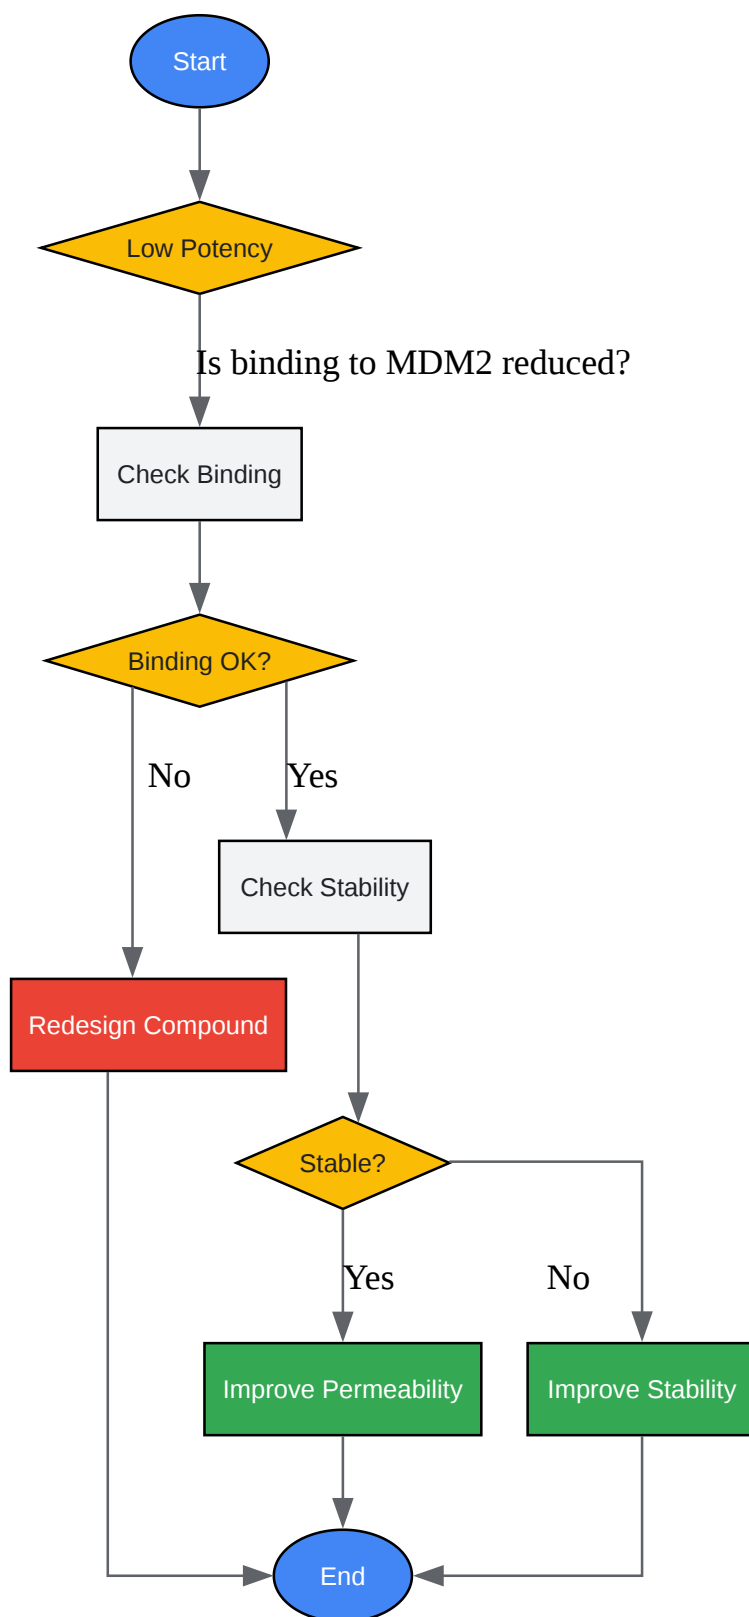 Start
Low Potency
Is binding to MDM2 reduced?
Check Binding
Binding OK?
No
Yes
Check Stability
Redesign Compound
Stable?
Yes
No
Improve Permeability
Improve Stability
End